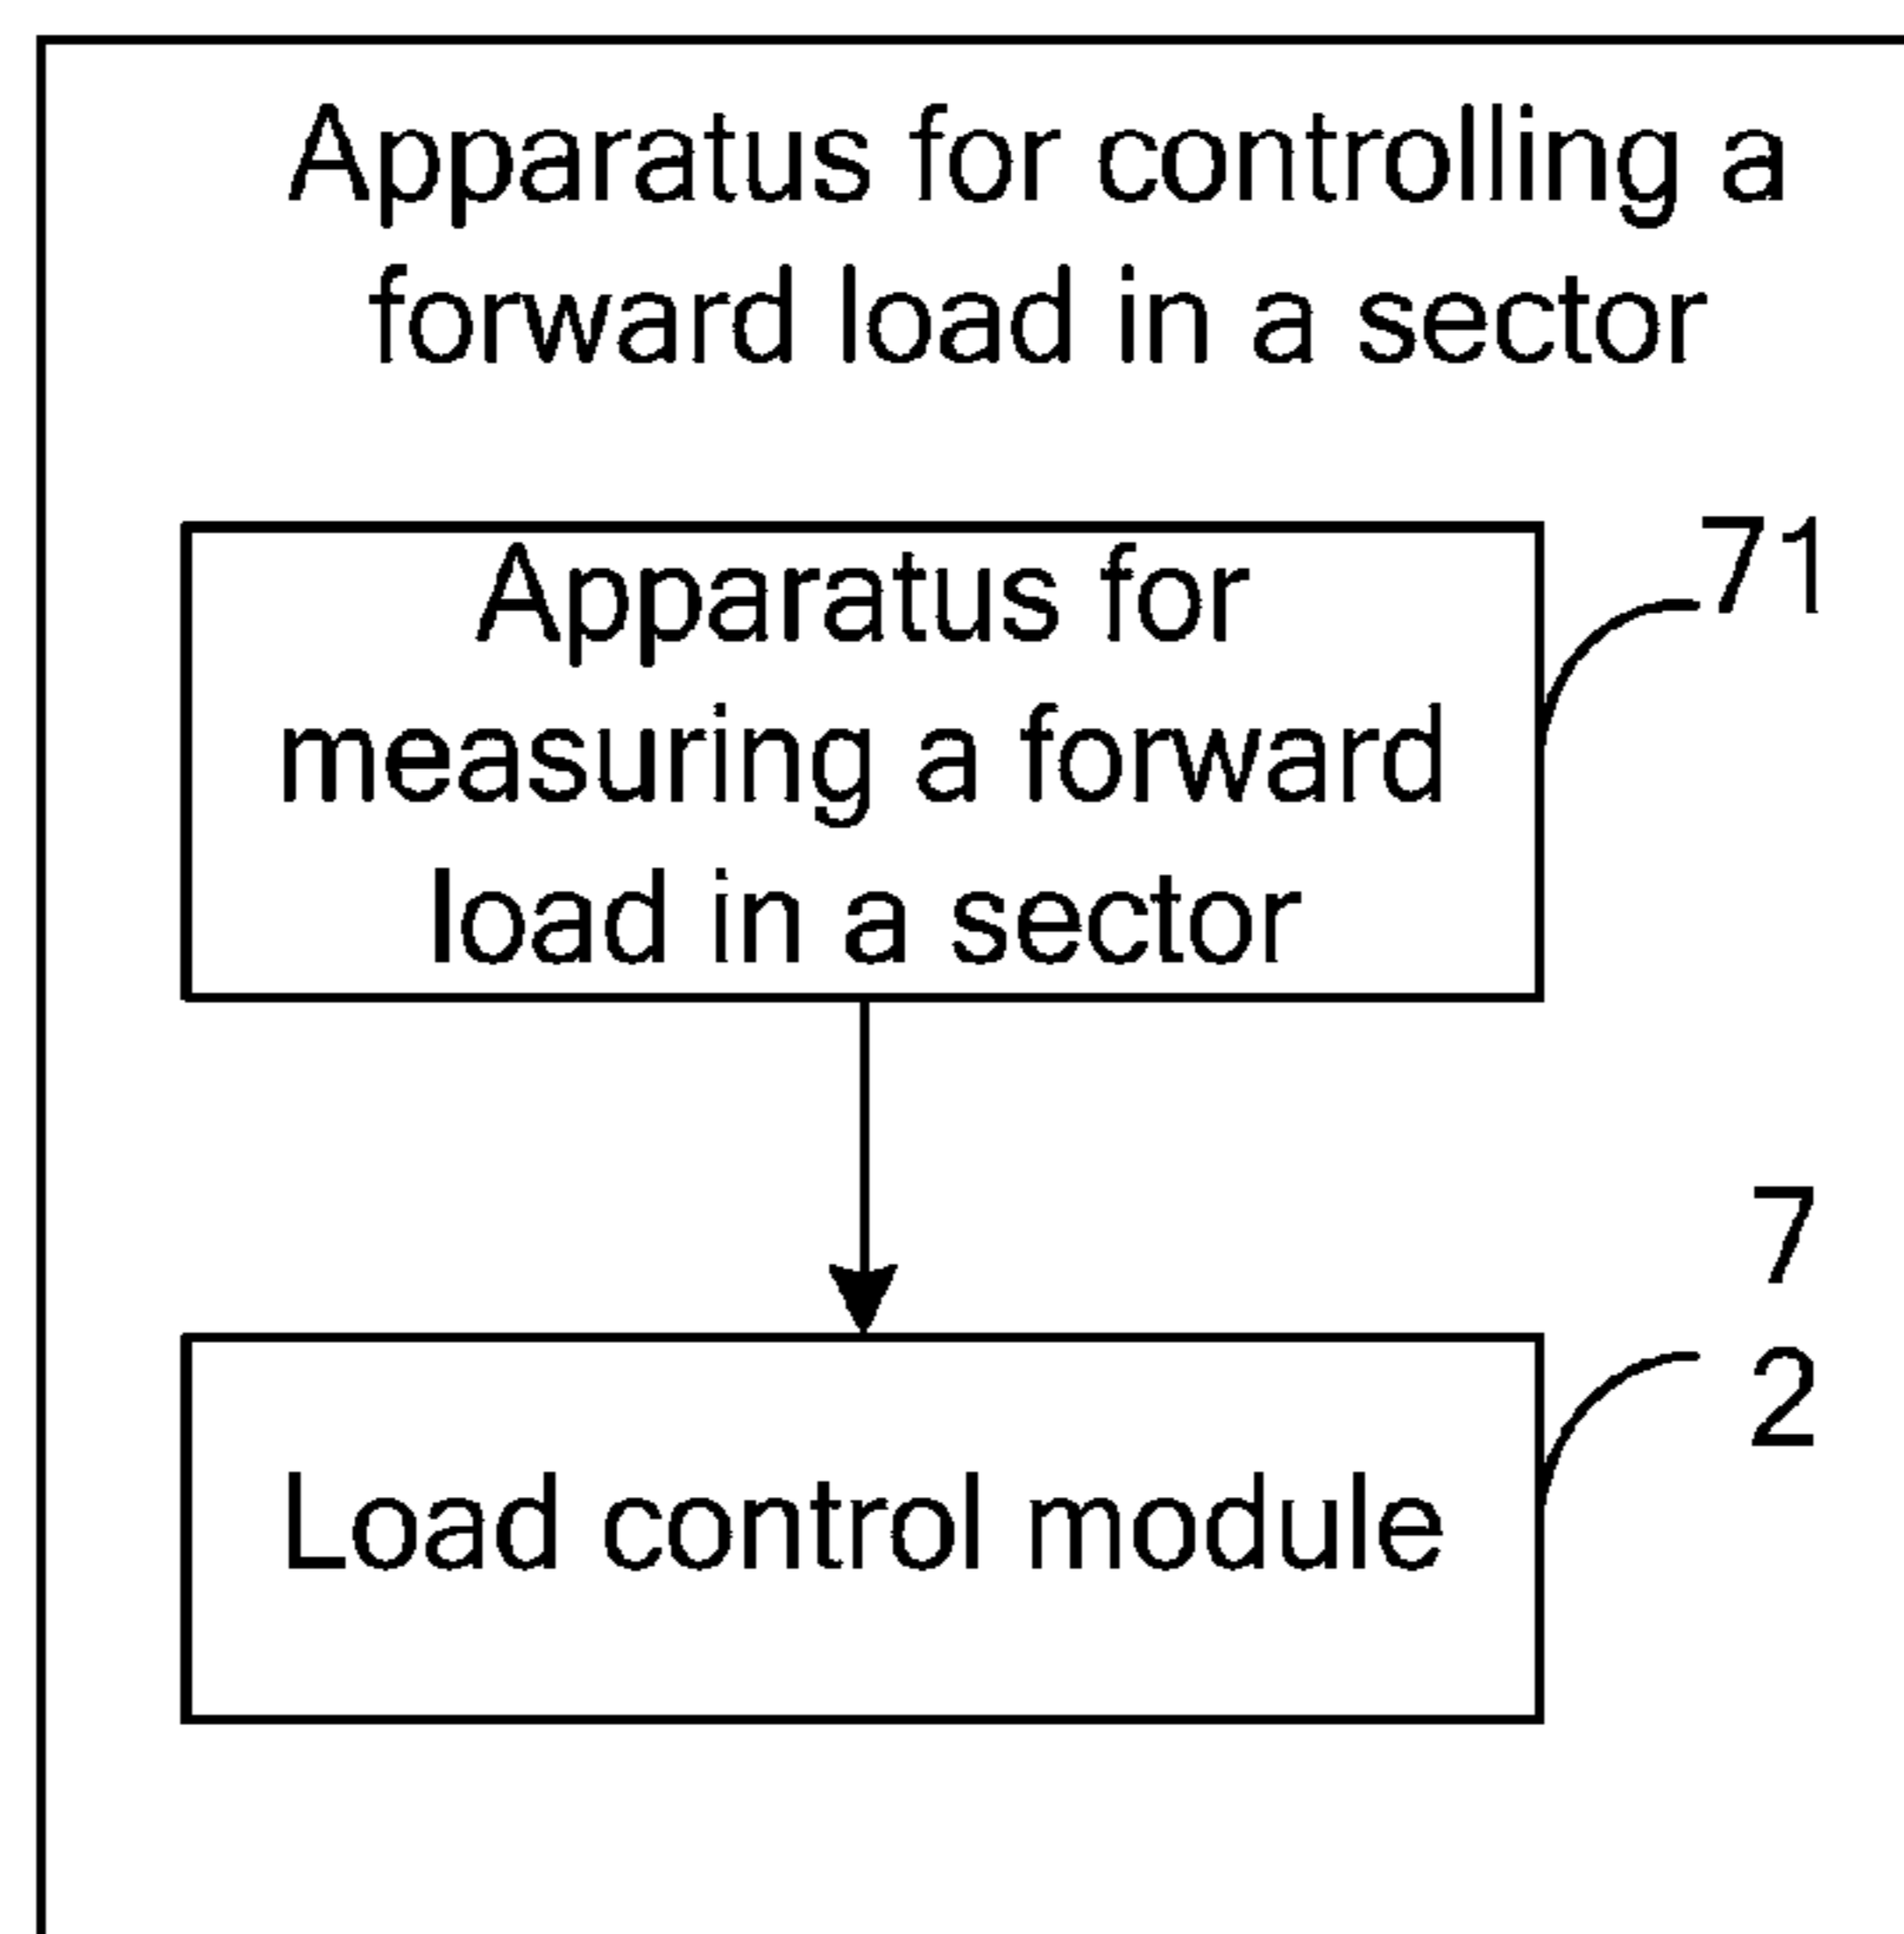 Apparatus for controlling a
forward load in a sector
Apparatus for
measuring a forward
load in a sector
71
7
2
Load control module